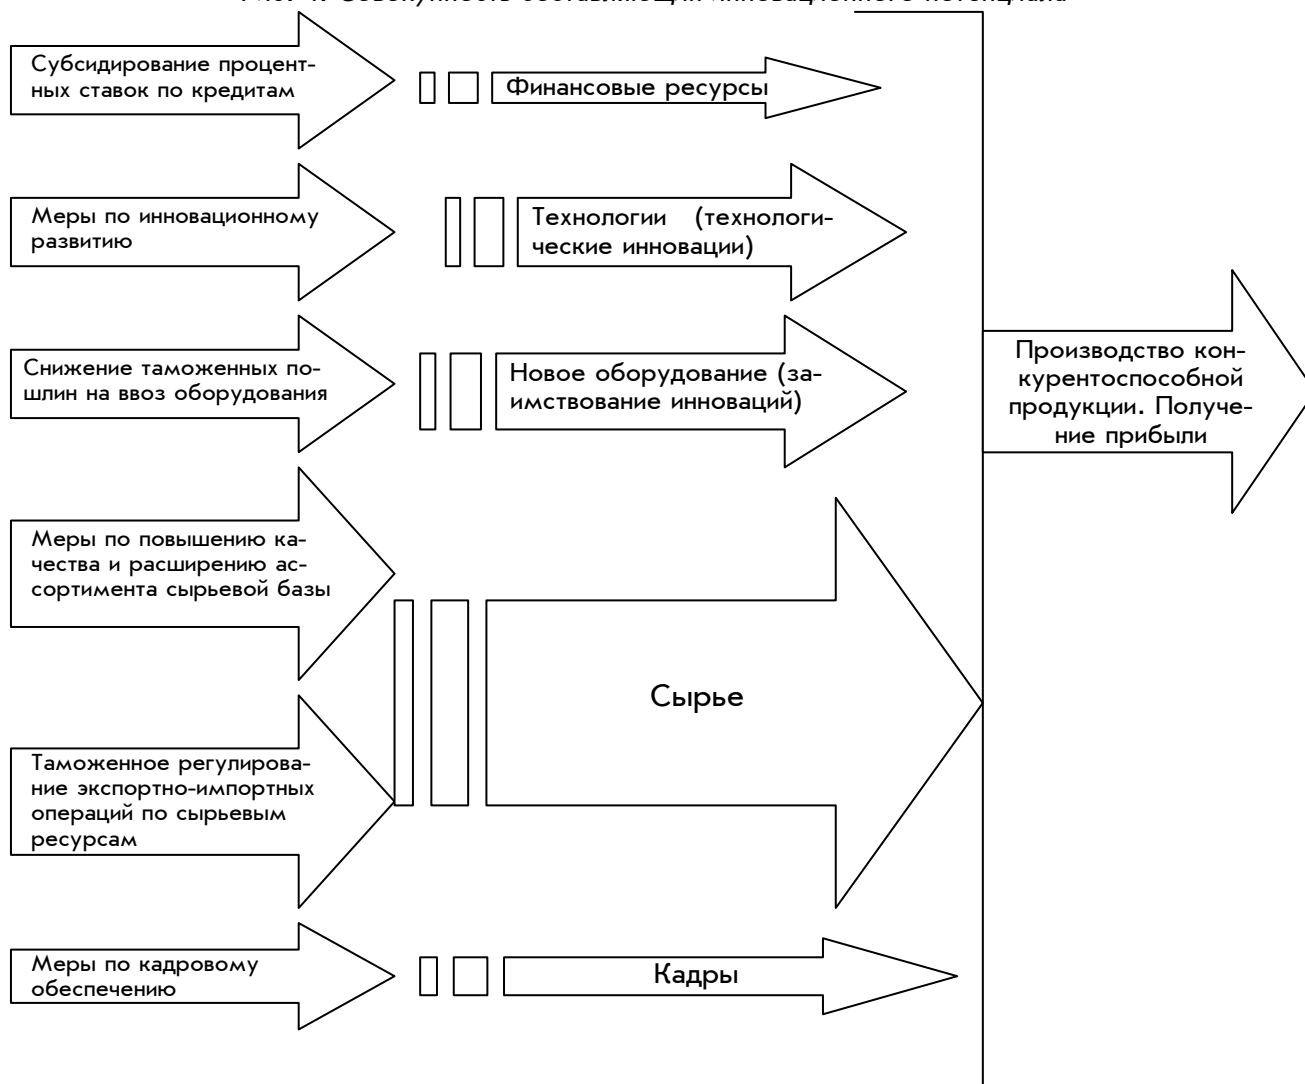 Субсидирование процент-
ных ставок по кредитам
Финансовые ресурсы
Меры по инновационному
развитию
Технологии (технологи-
ческие инновации)
Снижение таможенных по-
шлин на ввоз оборудования
Новое оборудование (за-
имствование инноваций)
Производство кон-
курентоспособной
продукции. Получе-
ние прибыли
Меры по повышению ка-
чества и расширению ас-
сортимента сырьевой базы
Сырье
Таможенное регулирова-
ние экспортно-импортных
операций по сырьевым
ресурсам
Меры по кадровому
обеспечению
Кадры